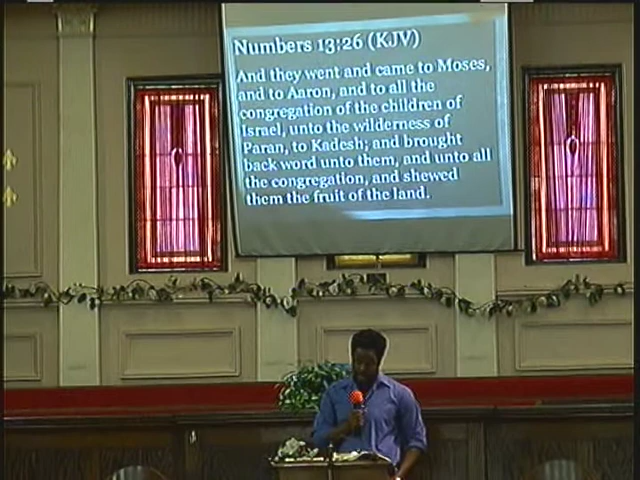 Numbers 13:26 (KJV)
And they went and came to Moses,
and to Aaron, and to all the
congregation of the children of
Israel, unto the wilderness of
Paran, to Kadesh; and brought
back word unto them, and unto all
the congregation, and shewed
them the fruit of the land.